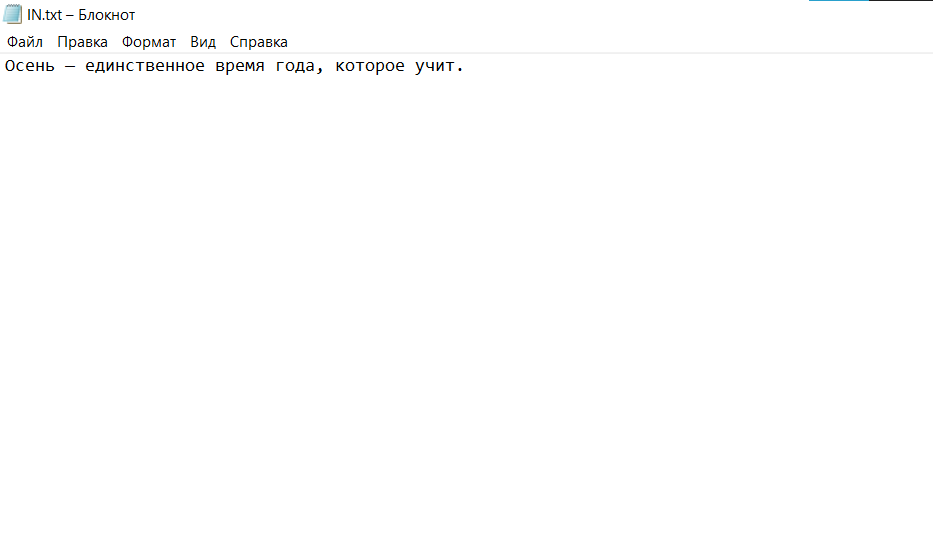 IN.txt – Блокнот
Файл Правка Формат Вид Справка
Осень — единственное время года, которое учит.